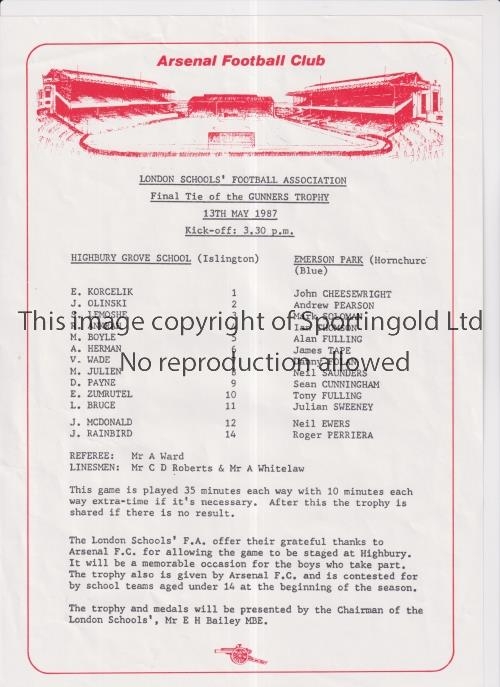 Arsenal Football Club
LONDON SCHOOLS' FOOTBALL ASSOCIATION
Final Tie of the GUNNERS TROPHY
13TH MAY 1987
Kick-off: 3.30 p.m.
HIGHBURY GROVE SCHOOL (Islington) EMERSON PARK (Hornchurc
(Blue)
E. KORCELIK 1 John CHEESEWRIGHT
J. OLINSKI 2 Andrew PEARSON
S. LEMOSHE 3 Mark SOLOMAN
This image copyright of Sportingold Ltd
M. BOYLE 5 Alan FULLING
A. HERMAN 6 James TAPE
V. WADE
No reproduction allowed
M. JULIEN 8 Neil SAUNDERS
D. PAYNE 9 Sean CUNNINGHAM
E. ZUMRUTEL 10 Tony FULLING
L. BRUCE 11 Julian SWEENEY
J. MCDONALD 12 Neil EWERS
J. RAINBIRD 14 Roger PERRIERA
REFEREE: Mr A Ward
LINESMEN: Mr C D Roberts & Mr A Whitelaw
This game is played 35 minutes each way with 10 minutes each
way extra-time if it's necessary. After this the trophy is
shared if there is no result.
The London Schools' F.A. offer their grateful thanks to
Arsenal F.C. for allowing the game to be staged at Highbury.
It will be a memorable occasion for the boys who take part.
The trophy also is given by Arsenal F.C. and is contested for
by school teams aged under 14 at the beginning of the season.
The trophy and medals will be presented by the Chairman of the
London Schools', Mr E H Bailey MBE.